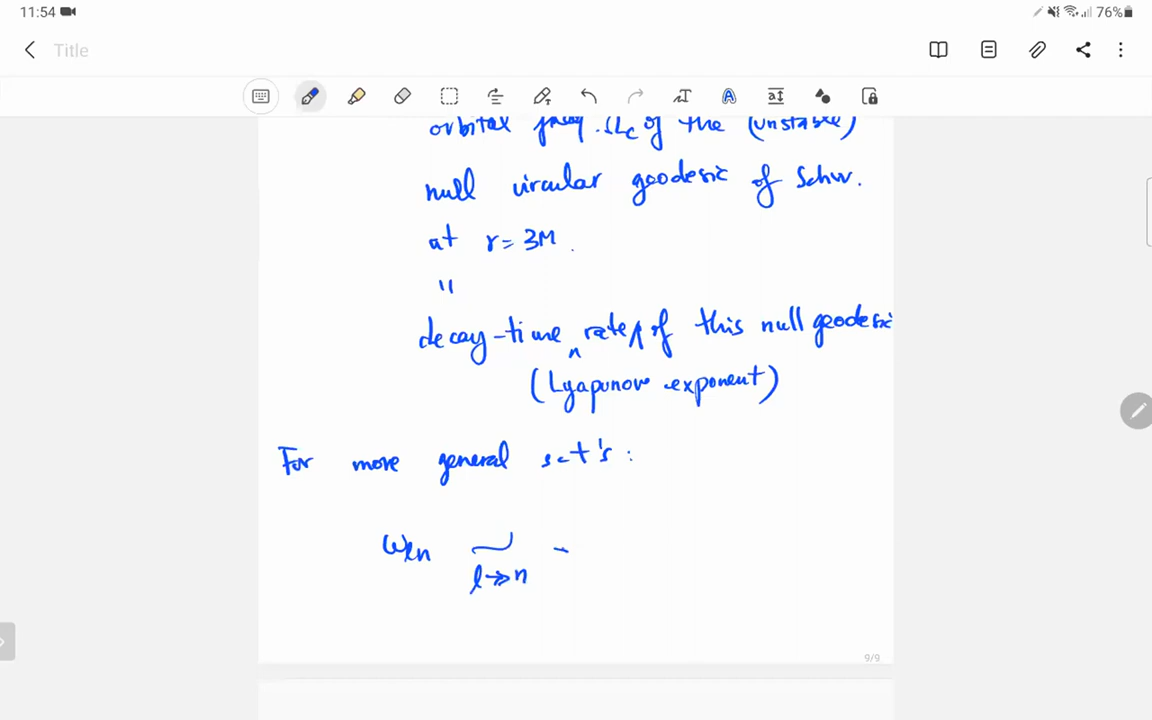 11:54
76%
Title
orbital freq. Ωc of the (unstable)
null circular geodesic of Schw.
at r = 3M.
"
decay-time rate λ of this null geodesic
n
(Lyapunov exponent)
For more general s-t's :
ωln ~
l≫n
9/9